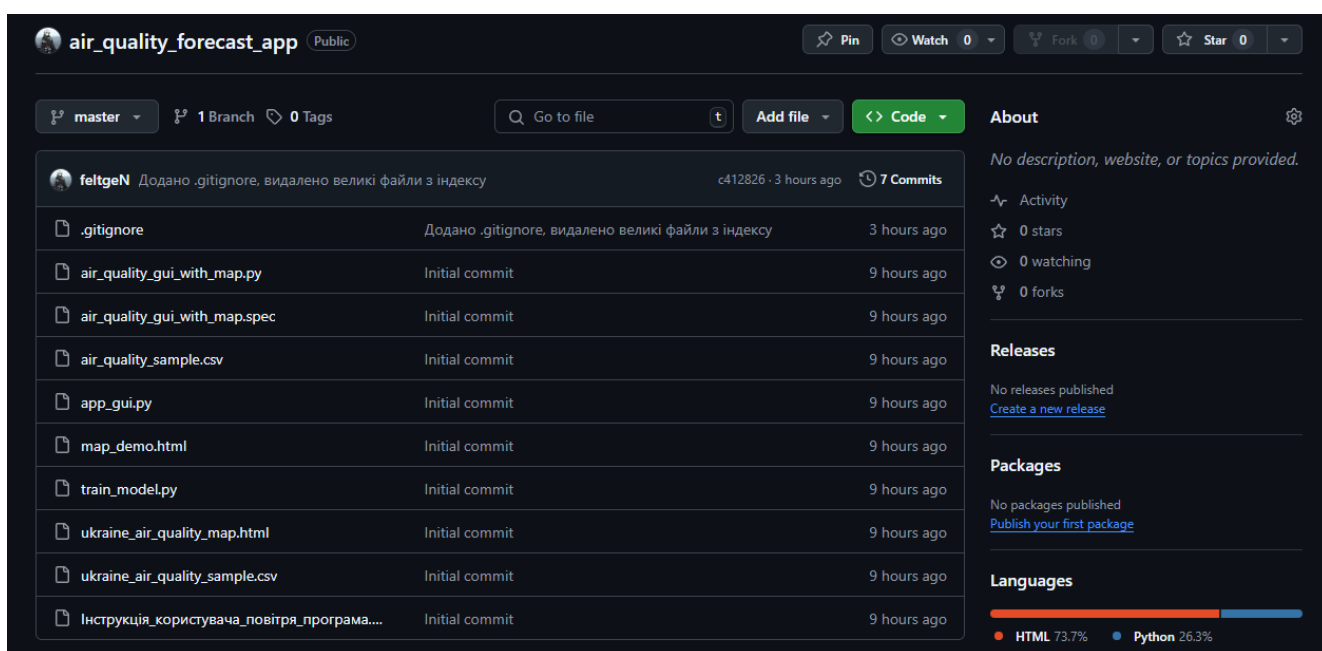 air_quality_forecast_app Public Pin Watch 0 Fork 0 Star 0
master 1 Branch 0 Tags Go to file t Add file Code
feltgeN Додано .gitignore, видалено великі файли з індексу c412826 · 3 hours ago 7 Commits
.gitignore Додано .gitignore, видалено великі файли з індексу 3 hours ago
air_quality_gui_with_map.py Initial commit 9 hours ago
air_quality_gui_with_map.spec Initial commit 9 hours ago
air_quality_sample.csv Initial commit 9 hours ago
app_gui.py Initial commit 9 hours ago
map_demo.html Initial commit 9 hours ago
train_model.py Initial commit 9 hours ago
ukraine_air_quality_map.html Initial commit 9 hours ago
ukraine_air_quality_sample.csv Initial commit 9 hours ago
Інструкція_користувача_повітря_програма.... Initial commit 9 hours ago
About
No description, website, or topics provided.
Activity
0 stars
0 watching
0 forks
Releases
No releases published
Create a new release
Packages
No packages published
Publish your first package
Languages
HTML 73.7% Python 26.3%